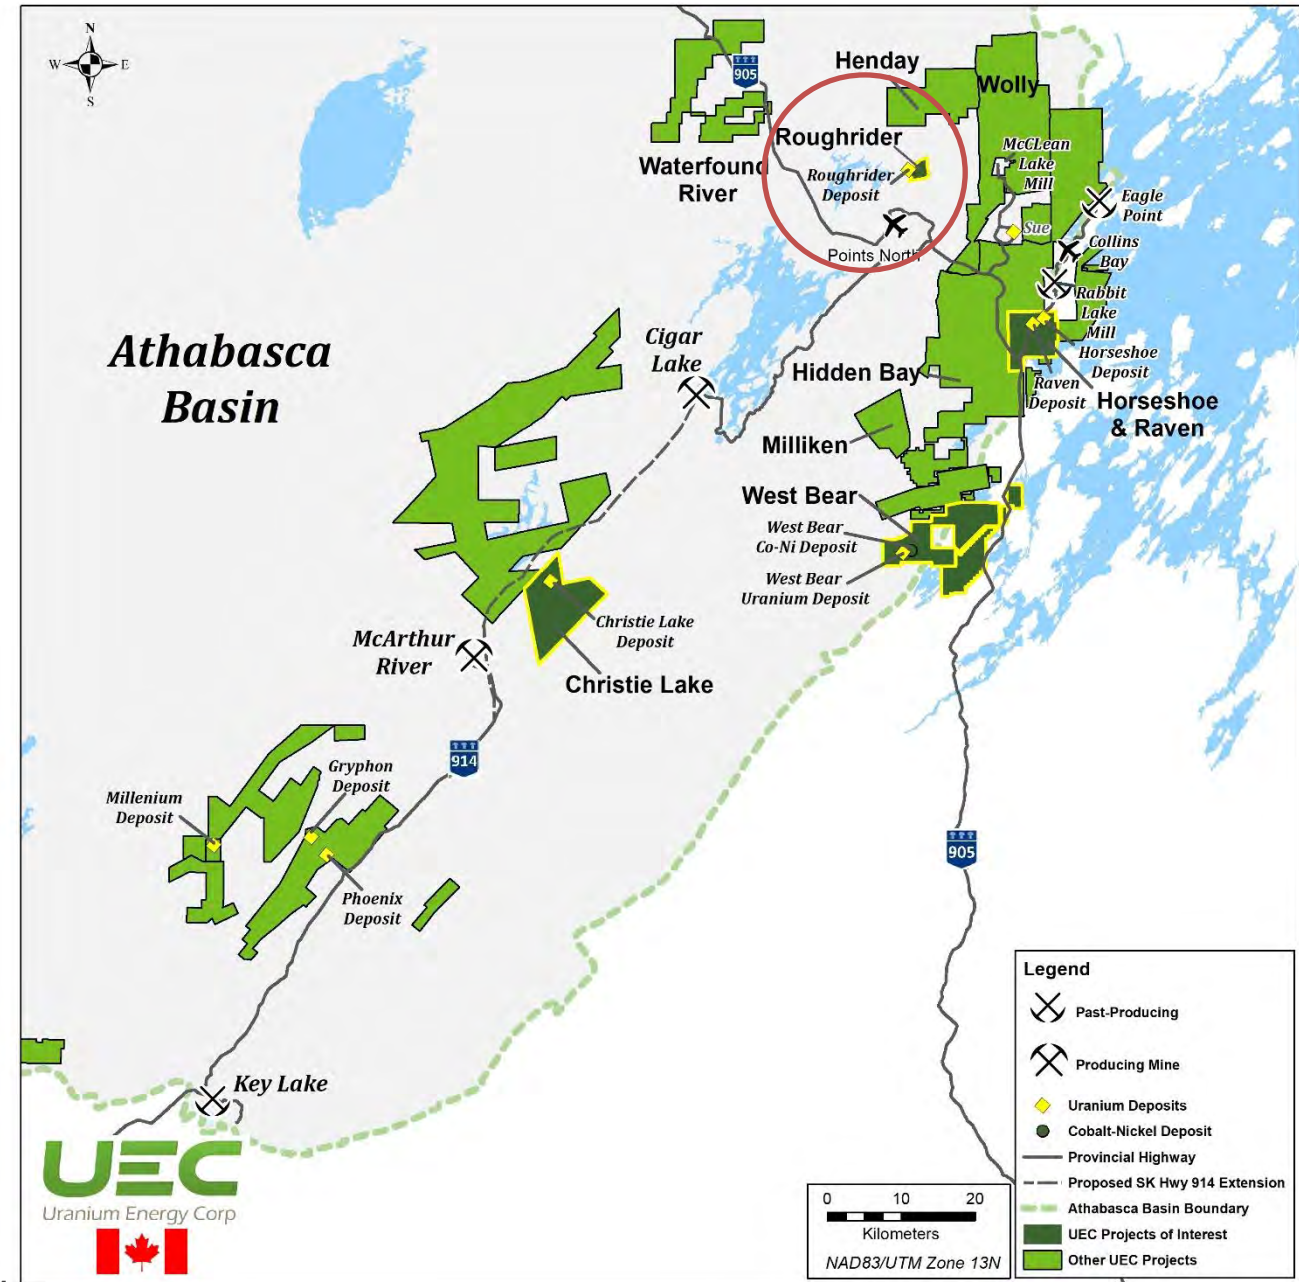 N
W
E
S
905
Henday
Wolly
Roughrider
Roughrider
Deposit
Waterfound
River
McCLean
Lake
Mill
Eagle
Point
Sue
Collins
Bay
Points North
Rabbit
Lake
Mill
Horseshoe
Deposit
Raven
Deposit
Horseshoe
& Raven
Athabasca
Basin
Cigar
Lake
Hidden Bay
Milliken
West Bear
West Bear
Co-Ni Deposit
West Bear
Uranium Deposit
Christie Lake
Deposit
McArthur
River
Christie Lake
914
Gryphon
Deposit
Millenium
Deposit
Phoenix
Deposit
905
Key Lake
UEC
Uranium Energy Corp
0 10 20
Kilometers
NAD83/UTM Zone 13N
Legend
Past-Producing
Producing Mine
Uranium Deposits
Cobalt-Nickel Deposit
Provincial Highway
Proposed SK Hwy 914 Extension
Athabasca Basin Boundary
UEC Projects of Interest
Other UEC Projects